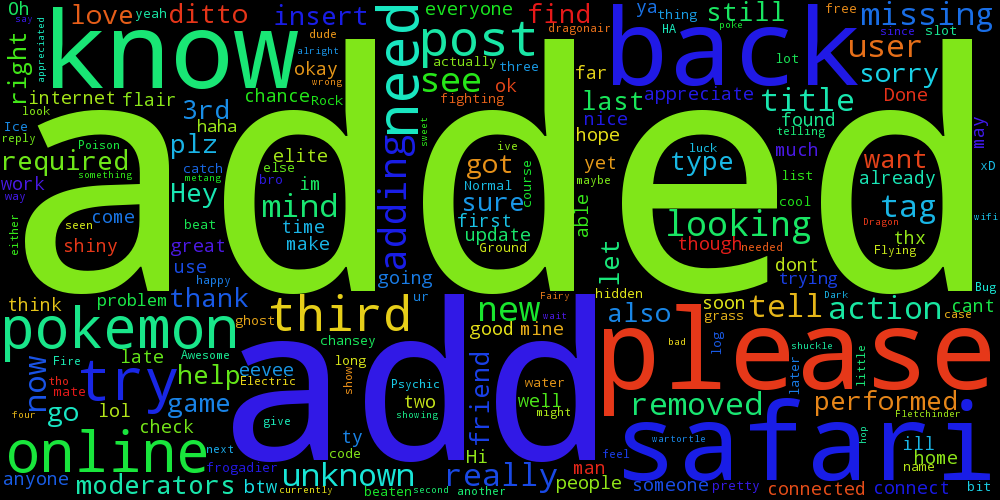 Oh
say
love
yeah
ditto
insert
need
everyone
find
ya
thing
still
free
missing
know
dude
alright
okay
wrong
post
actually
three
dragonair
HA
poke
back
since
slot
user
right
appreciated
internet
flair
look
3rd
chance
Rock
see
ok
fighting
far
lot
appreciate
title
sorry
Done
Ice
reply
Poison
required
something
haha
plz
catch
metang
elite
else
bro
im
adding
sweet
got
ive
Normal
last
nice
hope
yet
maybe
found
telling
much
luck
type
list
want
already
may
xD
added
work
way
either
seen
come
shiny
Hey
beat
great
use
happy
mind
time
make
sure
first
update
Ground
course
able
let
looking
though
needed
cool
tag
Dragon
thx
Flying
wifi
dont
trying
going
ur
hidden
Bug
think
problem
thank
third
new
Fairy
wait
good
mine
also
soon
grass
tell
Dark
action
case
cant
pokemon
ghost
chansey
add
please
bad
log
shuckle
little
later
now
Fire
late
Awesome
try
tho
mate
help
eevee
Electric
long
show
Psychic
two
showing
friend
water
well
might
removed
performed
Fletchinder
four
go
lol
game
check
give
online
next
frogadier
ty
code
Hi
feel
wartortle
safari
hop
ill
home
name
anyone
moderators
btw
currently
unknown
beaten
second
really
another
man
people
someone
pretty
connected
connect
bit